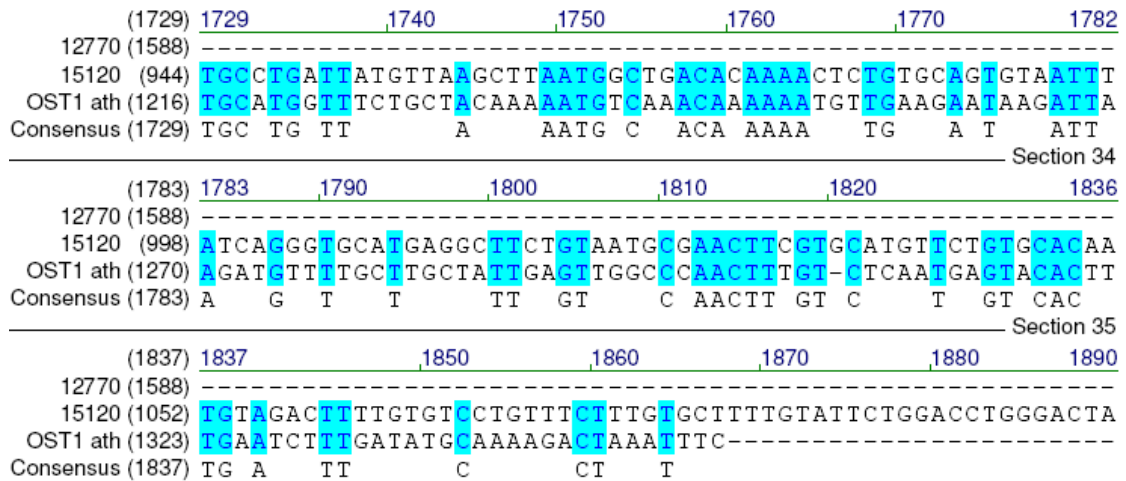 (1729) 1729 1740 1750 1760 1770 1782
12770 (1588) ------------------------------------------------------
15120 (944) TGCCTGATTATGTTAAGCTTAATGGCTGACACAAAACTCTGTGCAGTGTAATTT
OST1 ath (1216) TGCATGGTTTCTGCTACAAAAATGTCAAACAAAAAATGTTGAAGAATAAGATTA
Consensus (1729) TGC TG TT A AATG C ACA AAAA TG A T ATT
Section 34
(1783) 1783 1790 1800 1810 1820 1836
12770 (1588) ------------------------------------------------------
15120 (998) ATCAGGGTGCATGAGGCTTCTGTAATGCGAACTTCGTGCATGTTCTGTGCACAA
OST1 ath (1270) AGATGTTTTGCTTGCTATTGAGTTGGCCCAACTTTGT-CTCAATGAGTACACTT
Consensus (1783) A G T T TT GT C AACTT GT C T GT CAC
Section 35
(1837) 1837 1850 1860 1870 1880 1890
12770 (1588) ------------------------------------------------------
15120 (1052) TGTAGACTTTTGTGTCCTGTTTCTTTGTGCTTTTGTATTCTGGACCTGGGACTA
OST1 ath (1323) TGAATCTTTGATATGCAAAAGACTAAATTTC-----------------------
Consensus (1837) TG A TT C CT T